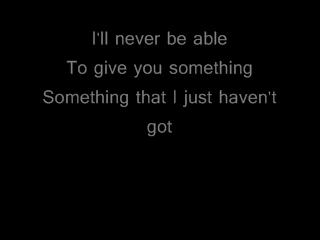 I'll never be able
To give you something
Something that I just haven't
got